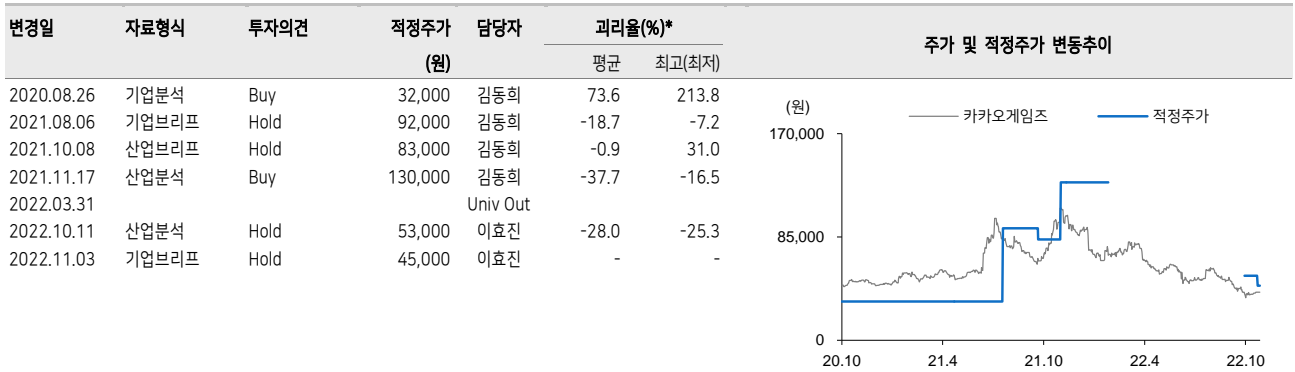 변경일 자료형식 투자의견 적정주가 담당자 괴리율(%)* 주가 및 적정주가 변동추이
(원) 평균 최고(최저)
2020.08.26 기업분석 Buy 32,000 김동희 73.6 213.8
2021.08.06 기업브리프 Hold 92,000 김동희 -18.7 -7.2
2021.10.08 산업브리프 Hold 83,000 김동희 -0.9 31.0
2021.11.17 산업분석 Buy 130,000 김동희 -37.7 -16.5
2022.03.31 Univ Out
2022.10.11 산업분석 Hold 53,000 이효진 -28.0 -25.3
2022.11.03 기업브리프 Hold 45,000 이효진 - -
(원)
카카오게임즈 적정주가
170,000
85,000
0
20.10 21.4 21.10 22.4 22.10